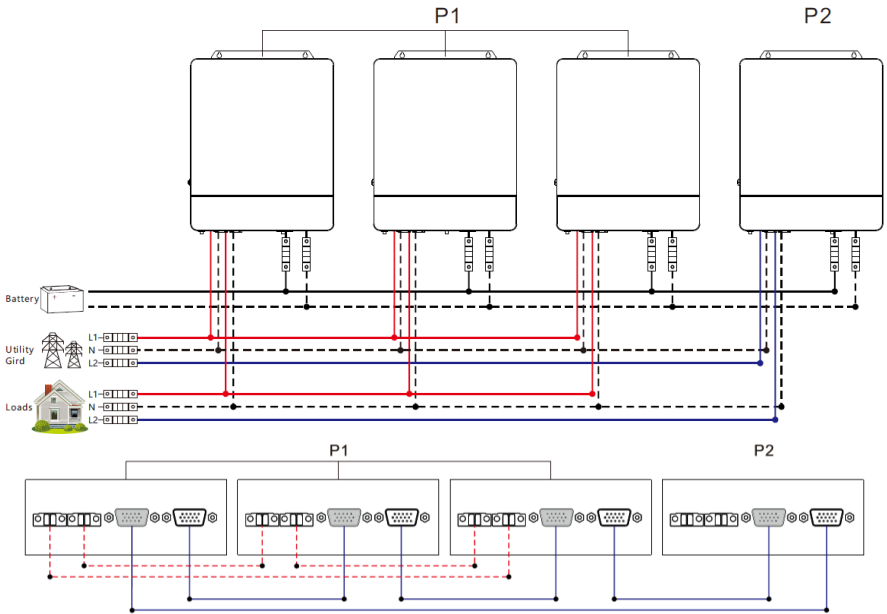 P1 P2
Battery
Utility
Gird
L1
N
L2
Loads
L1
N
L2
P1 P2